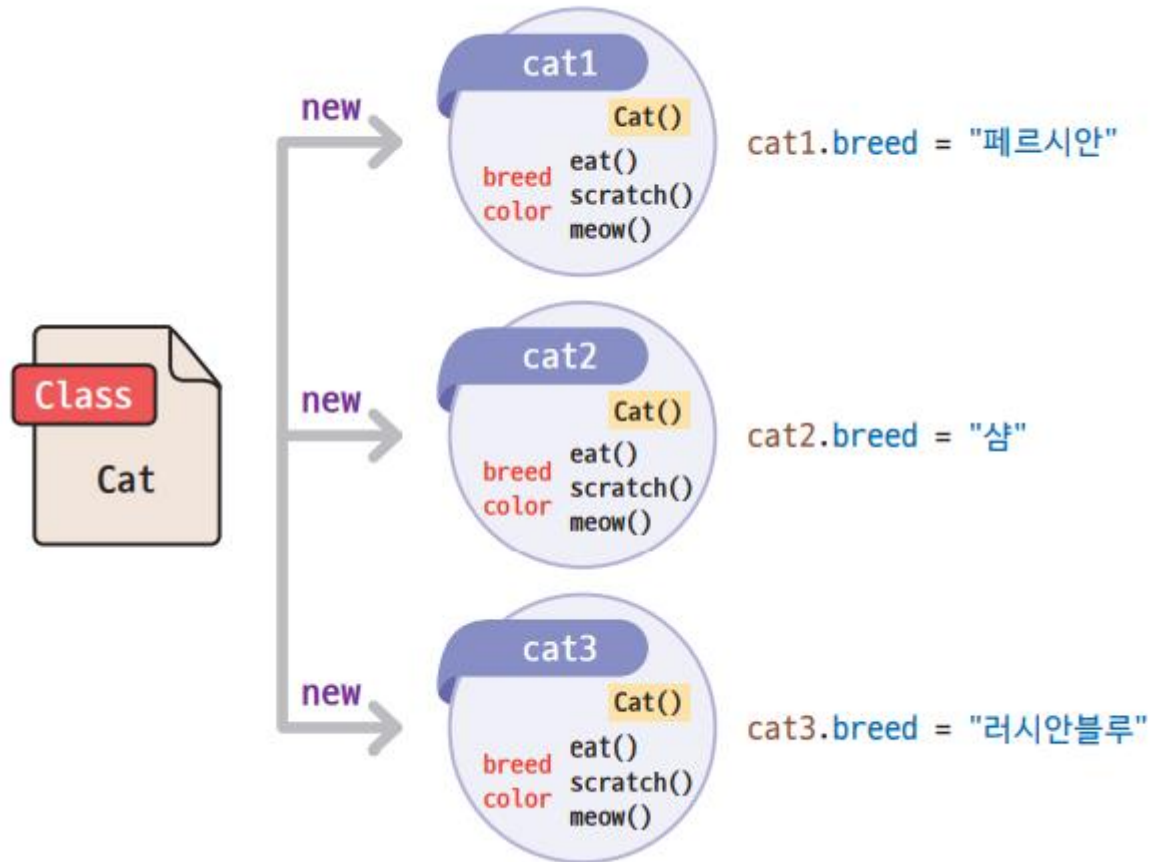 Class
Cat
new
cat1
Cat()
breed
color
eat()
scratch()
meow()
cat1.breed = "페르시안"
new
cat2
Cat()
breed
color
eat()
scratch()
meow()
cat2.breed = "샴"
new
cat3
Cat()
breed
color
eat()
scratch()
meow()
cat3.breed = "러시안블루"